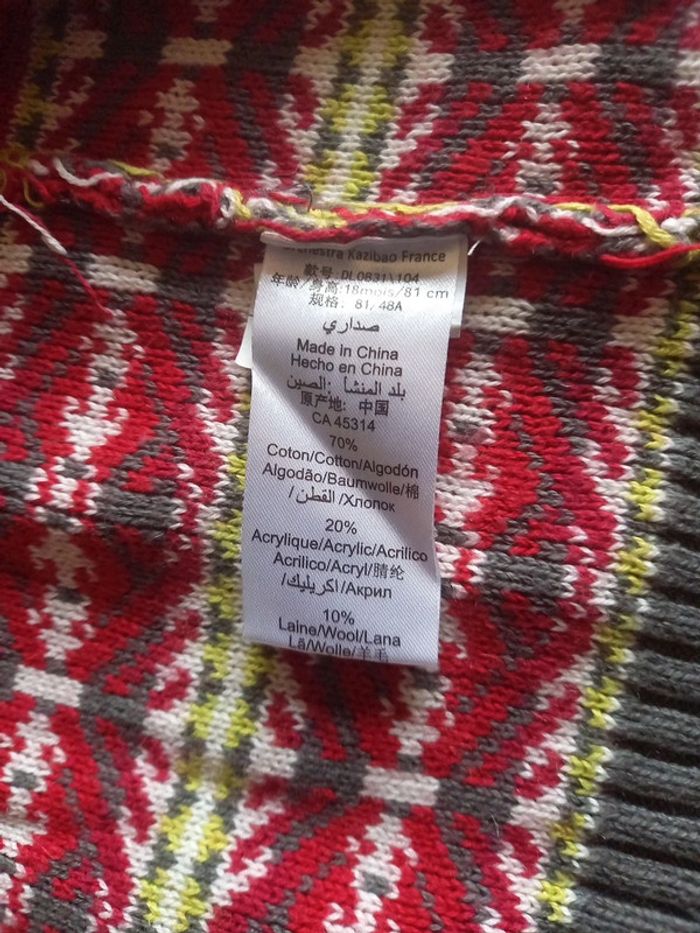 Orchestra Kazibao France
款号: DL0831\104
年龄/身高:18mois/81 cm
规格: 81/48A
صداري
Made in China
Hecho en China
بلد المنشأ :الصين
原产地: 中国
CA 45314
70%
Coton/Cotton/Algodón
Algodão/Baumwolle/棉
/القطن/Хлопок
20%
Acrylique/Acrylic/Acrilico
Acrilico/Acryl/腈纶
/اكريليك/Акрил
10%
Laine/Wool/Lana
Lã/Wolle/羊毛